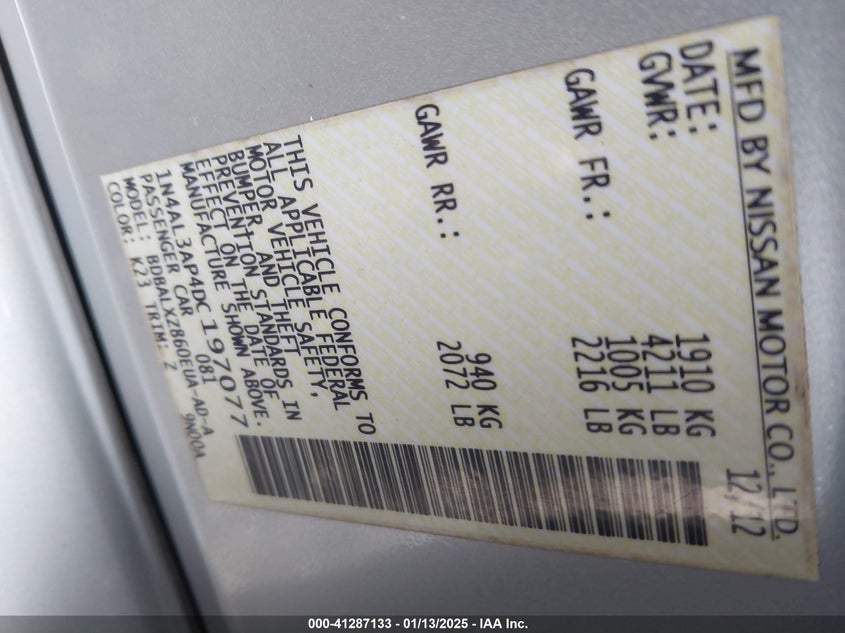 MFD BY NISSAN MOTOR CO., LTD.
DATE: 12/12
GVWR: 1910 KG
4211 LB
GAWR FR.: 1005 KG
2216 LB
GAWR RR.: 940 KG
2072 LB
THIS VEHICLE CONFORMS TO
ALL APPLICABLE FEDERAL
MOTOR VEHICLE SAFETY,
BUMPER, AND THEFT
PREVENTION STANDARDS IN
EFFECT ON THE DATE OF
MANUFACTURE SHOWN ABOVE.
1N4AL3AP4DC197077
PASSENGER CAR 081
MODEL: BDBALXZ860EUA-AD-A
COLOR: K23 TRIM: Z 9N00A
000-41287133 - 01/13/2025 - IAA Inc.